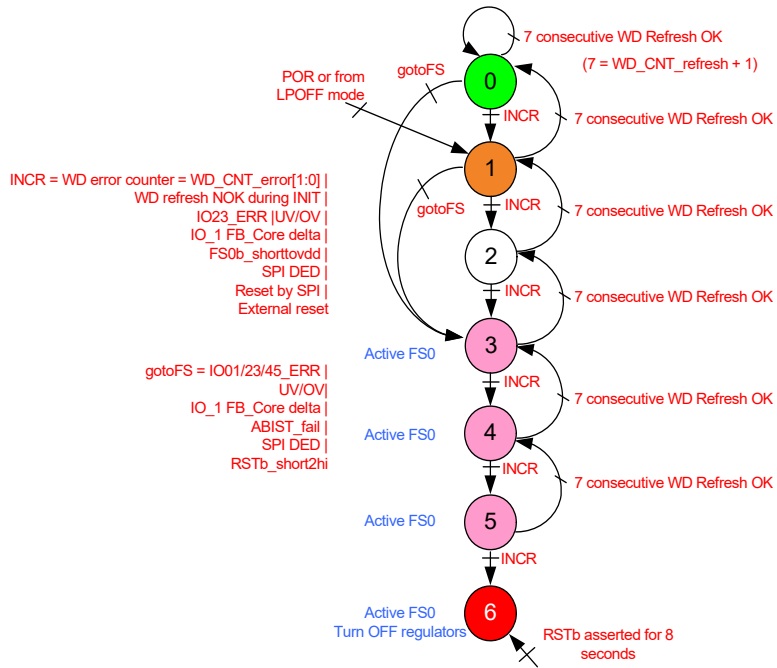 7 consecutive WD Refresh OK
(7 = WD_CNT_refresh + 1)
gotoFS
0
POR or from
LPOFF mode
INCR
7 consecutive WD Refresh OK
1
INCR = WD error counter = WD_CNT_error[1:0] |
WD refresh NOK during INIT |
IO23_ERR |UV/OV |
IO_1 FB_Core delta |
FS0b_shorttovdd |
SPI DED |
Reset by SPI |
External reset
gotoFS
INCR
7 consecutive WD Refresh OK
2
INCR
7 consecutive WD Refresh OK
Active FS0
3
gotoFS = IO01/23/45_ERR |
UV/OV|
IO_1 FB_Core delta |
ABIST_fail |
SPI DED |
RSTb_short2hi
INCR
7 consecutive WD Refresh OK
Active FS0
4
INCR
7 consecutive WD Refresh OK
Active FS0
5
INCR
Active FS0
Turn OFF regulators
6
RSTb asserted for 8
seconds